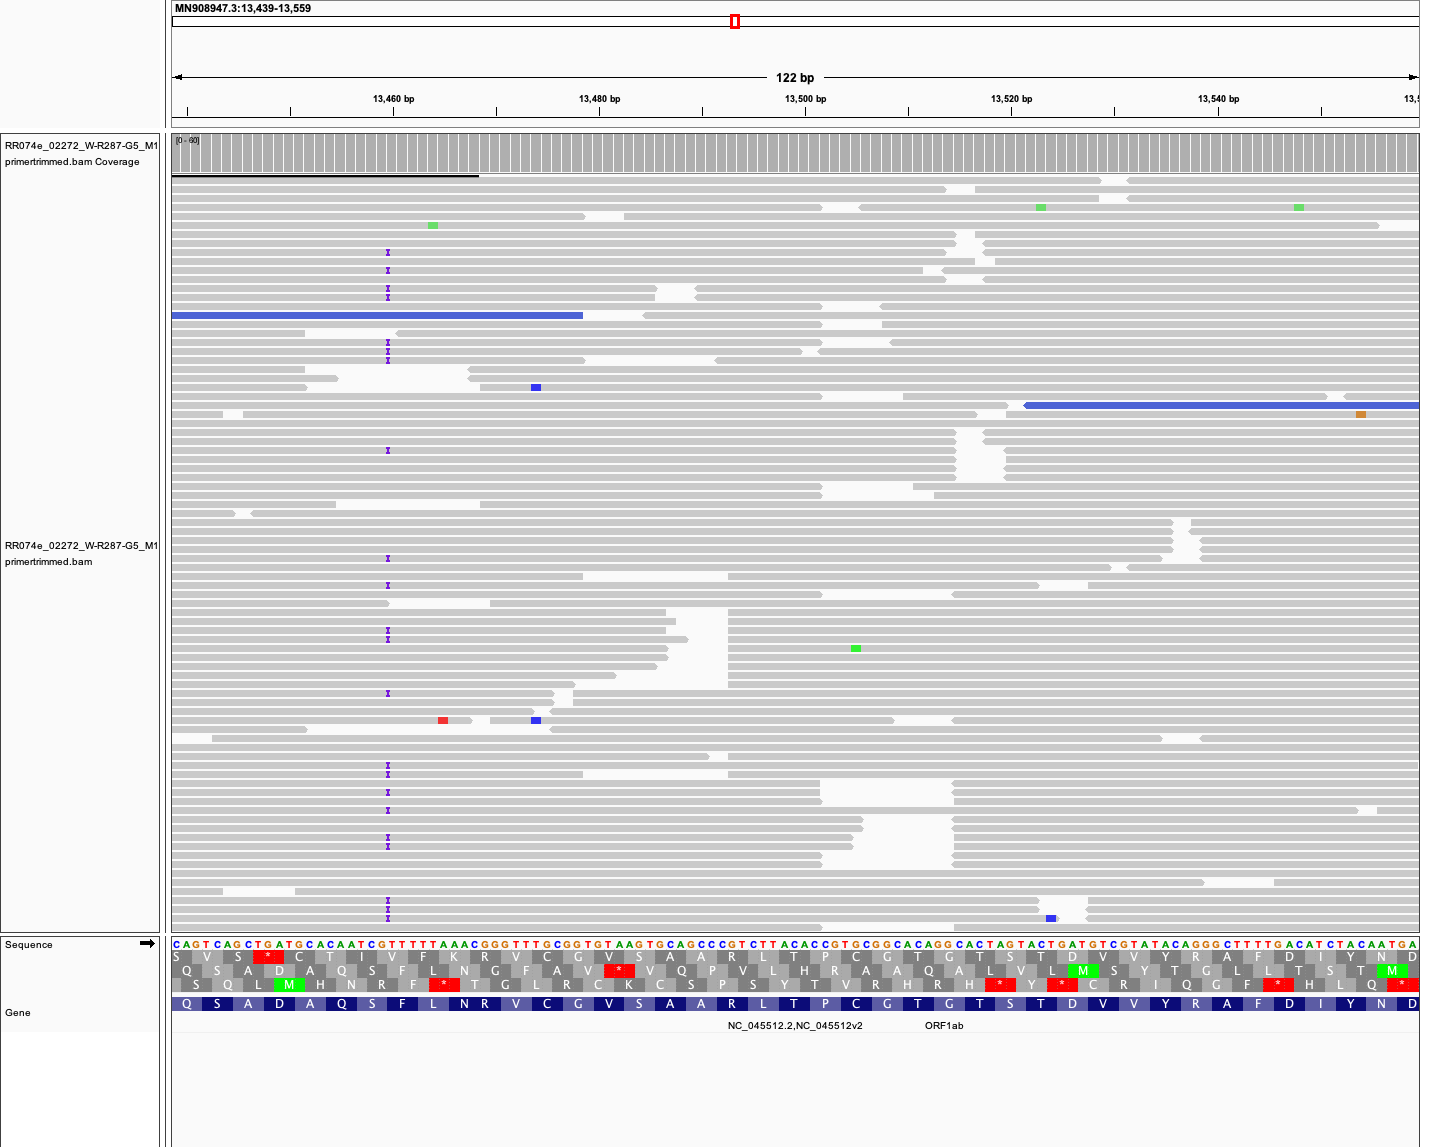 MN908947.3:13,439-13,559
122 bp
13,460 bp 13,480 bp 13,500 bp 13,520 bp 13,540 bp 13,5
RR074e_02272_W-R287-G5_M1
primertrimmed.bam Coverage
[0 - 60]
RR074e_02272_W-R287-G5_M1
primertrimmed.bam
Sequence
CAGTCAGCTGATGCACAATCGTTTTTAAACGGGTTTGCGGTGTAAGTGCAGCCCGTCTTACACCGTGCGGCACAGGCACTAGTACTGATGTCGTATACAGGGCTTTTGACATCTACAATGA
S V S * C T I V F K R V C G V S A A R L T P C G T G T S T D V V Y R A F D I Y N D
Q S A D A Q S F L N G F A V * V Q P V L H R A A Q A L V L M S Y T G L L T S T M
S Q L M H N R F * T G L R C K C S P S Y T V R H R H * Y * C R I Q G F * H L Q *
Gene
Q S A D A Q S F L N R V C G V S A A R L T P C G T G T S T D V V Y R A F D I Y N D
NC_045512.2,NC_045512v2 ORF1ab